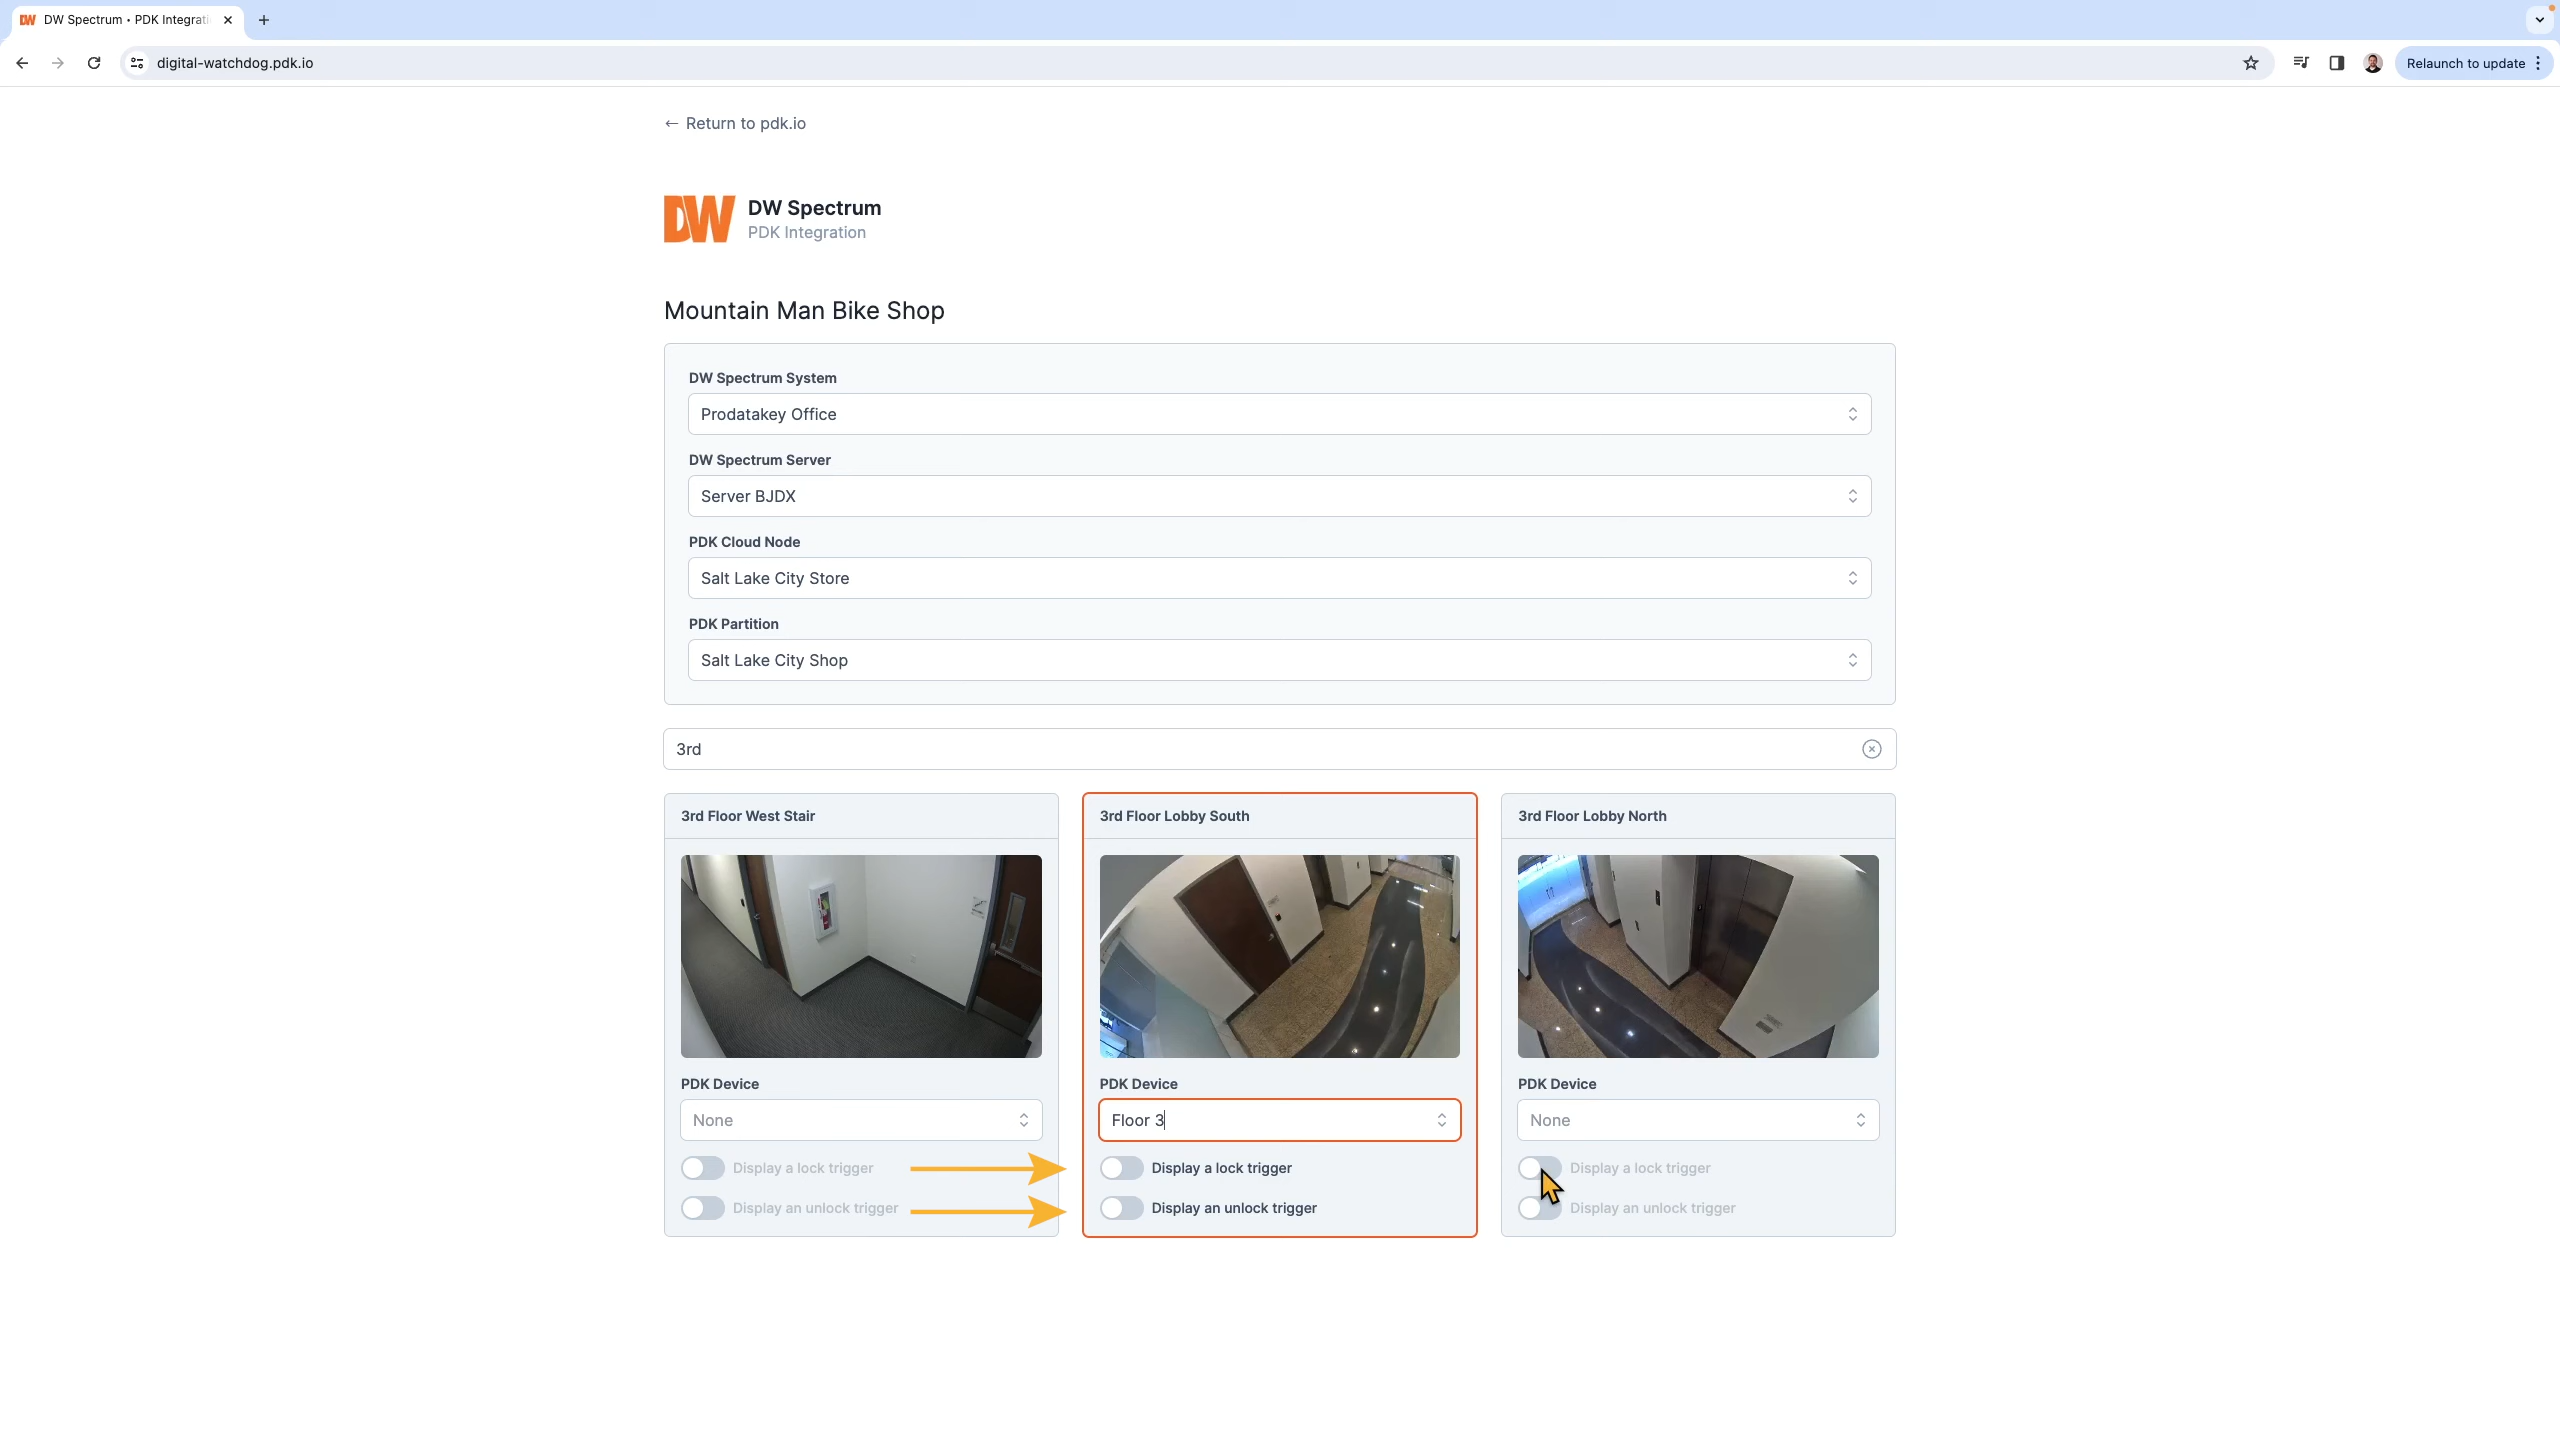 DW Spectrum • PDK Integrati
digital-watchdog.pdk.io
Relaunch to update
← Return to pdk.io
DW
DW Spectrum
PDK Integration
Mountain Man Bike Shop
DW Spectrum System
Prodatakey Office
DW Spectrum Server
Server BJDX
PDK Cloud Node
Salt Lake City Store
PDK Partition
Salt Lake City Shop
3rd
3rd Floor West Stair
PDK Device
None
Display a lock trigger
Display an unlock trigger
3rd Floor Lobby South
PDK Device
Floor 3
Display a lock trigger
Display an unlock trigger
3rd Floor Lobby North
PDK Device
None
Display a lock trigger
Display an unlock trigger